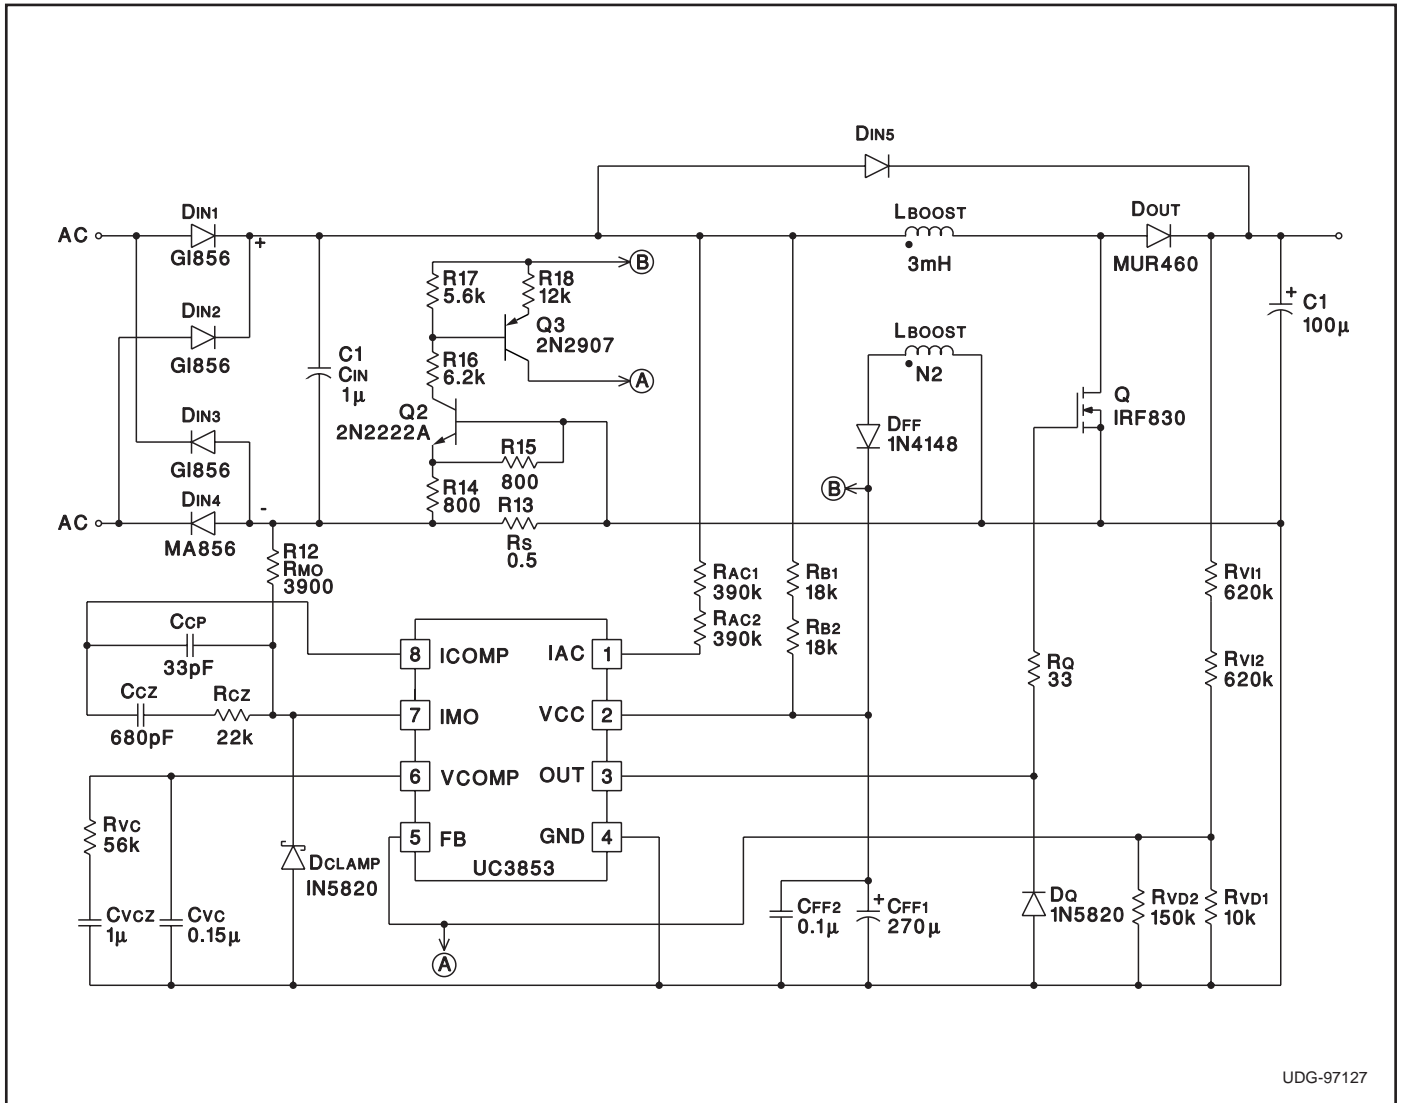 DIN5
AC
DIN1
GI856
+
LBOOST
3mH
DOUT
MUR460
DIN2
GI856
C1
CIN
1µ
R17
5.6k
R18
12k
B
Q3
2N2907
R16
6.2k
A
LBOOST
N2
+
C1
100µ
Q
IRF830
DIN3
GI856
Q2
2N2222A
R15
800
R14
800
DFF
1N4148
B
AC
DIN4
MA856
-
R13
RS
0.5
R12
RMO
3900
RAC1
390k
RAC2
390k
RB1
18k
RB2
18k
RVI1
620k
RVI2
620k
RQ
33
CCP
33pF
CCZ
680pF
RCZ
22k
8 ICOMP
IAC 1
7 IMO
VCC 2
6 VCOMP
OUT 3
5 FB
GND 4
UC3853
RVC
56k
CVCZ
1µ
CVC
0.15µ
DCLAMP
IN5820
A
CFF2
0.1µ
+
CFF1
270µ
DQ
1N5820
RVD2
150k
RVD1
10k
UDG-97127